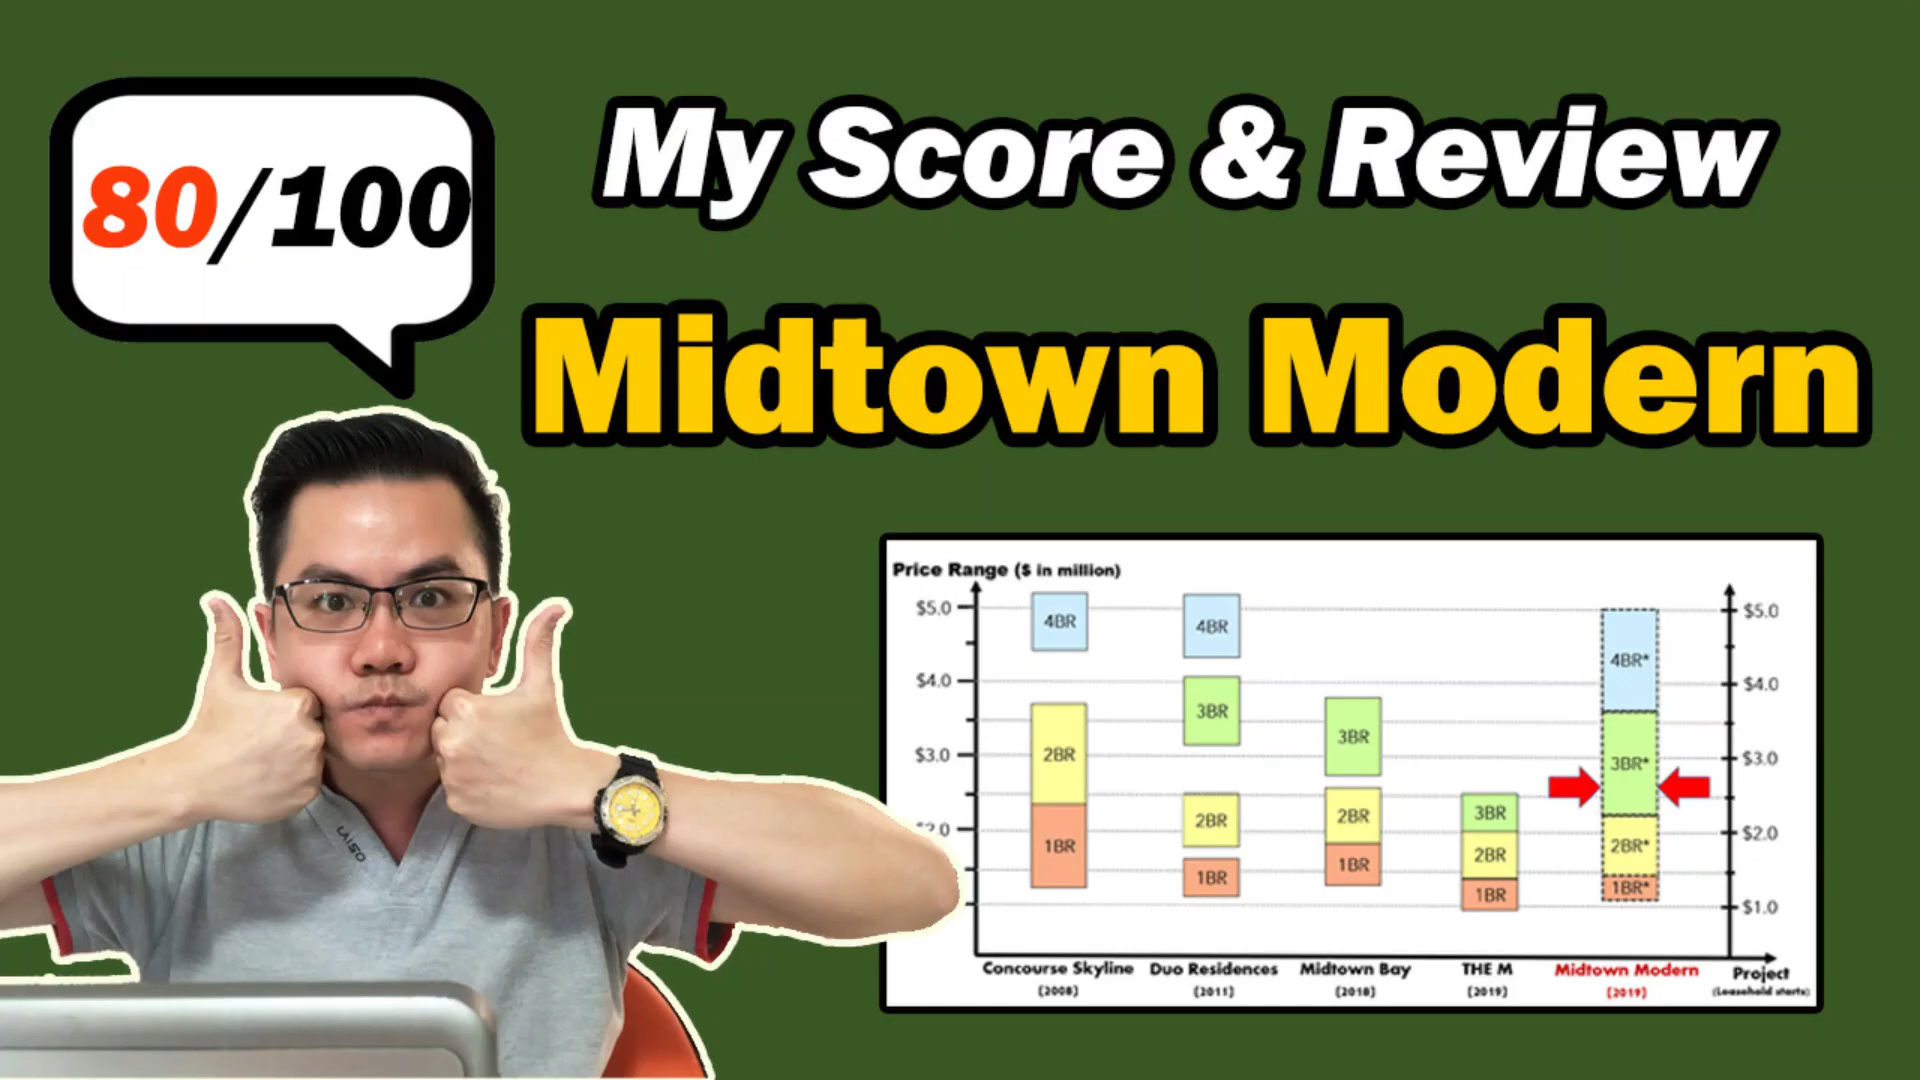 80/100
My Score & Review
Midtown Modern
LAISO
Price Range ($ in million)
$5.0
$4.0
$3.0
4BR
2BR
1BR
4BR
3BR
2BR
1BR
3BR
2BR
1BR
3BR
2BR
1BR
4BR*
3BR*
2BR*
1BR*
$5.0
$4.0
$3.0
$2.0
$1.0
Concourse Skyline Duo Residences Midtown Bay THE M Midtown Modern Project
(2008) (2011) (2018) (2019) (2019) (Leasehold starts)